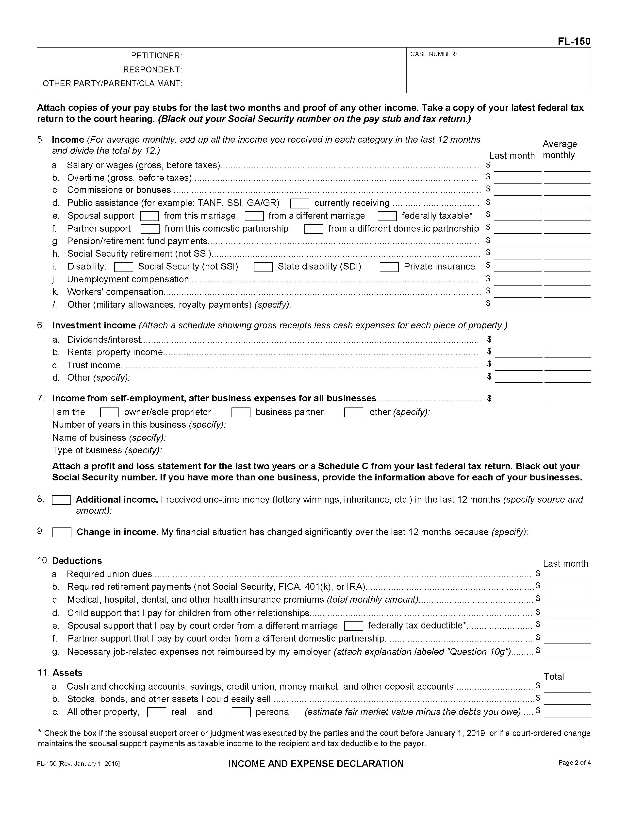 FL-150
PETITIONER:
RESPONDENT:
OTHER PARTY/PARENT/CLAIMANT:
CASE NUMBER:
Attach copies of your pay stubs for the last two months and proof of any other income. Take a copy of your latest federal tax
return to the court hearing. (Black out your Social Security number on the pay stub and tax return.)
5. Income (For average monthly, add up all the income you received in each category in the last 12 months
and divide the total by 12.)
Last month Average monthly
a. Salary or wages (gross, before taxes)........ $
b. Overtime (gross, before taxes)........ $
c. Commissions or bonuses ........ $
d. Public assistance (for example: TANF, SSI, GA/GR) currently receiving ........ $
e. Spousal support from this marriage from a different marriage federally taxable* $
f. Partner support from this domestic partnership from a different domestic partnership $
g. Pension/retirement fund payments........ $
h. Social Security retirement (not SSI)........ $
i. Disability: Social Security (not SSI) State disability (SDI) Private insurance $
j. Unemployment compensation........ $
k. Workers' compensation........ $
l. Other (military allowances, royalty payments) (specify): $
6. Investment income (Attach a schedule showing gross receipts less cash expenses for each piece of property.)
a. Dividends/interest........ $
b. Rental property income........ $
c. Trust income........ $
d. Other (specify): $
7. Income from self-employment, after business expenses for all businesses ........ $
I am the owner/sole proprietor business partner other (specify):
Number of years in this business (specify):
Name of business (specify):
Type of business (specify):
Attach a profit and loss statement for the last two years or a Schedule C from your last federal tax return. Black out your
Social Security number. If you have more than one business, provide the information above for each of your businesses.
8. Additional income. I received one-time money (lottery winnings, inheritance, etc.) in the last 12 months (specify source and
amount):
9. Change in income. My financial situation has changed significantly over the last 12 months because (specify):
10. Deductions
Last month
a. Required union dues ........ $
b. Required retirement payments (not Social Security, FICA, 401(k), or IRA)........ $
c. Medical, hospital, dental, and other health insurance premiums (total monthly amount)........ $
d. Child support that I pay for children from other relationships........ $
e. Spousal support that I pay by court order from a different marriage federally tax deductible*........ $
f. Partner support that I pay by court order from a different domestic partnership........ $
g. Necessary job-related expenses not reimbursed by my employer (attach explanation labeled "Question 10g")........ $
11. Assets
Total
a. Cash and checking accounts, savings, credit union, money market, and other deposit accounts ........ $
b. Stocks, bonds, and other assets I could easily sell ........ $
c. All other property, real and personal (estimate fair market value minus the debts you owe) .... $
* Check the box if the spousal support order or judgment was executed by the parties and the court before January 1, 2019, or if a court-ordered change
maintains the spousal support payments as taxable income to the recipient and tax deductible to the payor.
FL-150 [Rev. January 1, 2019]
INCOME AND EXPENSE DECLARATION
Page 2 of 4